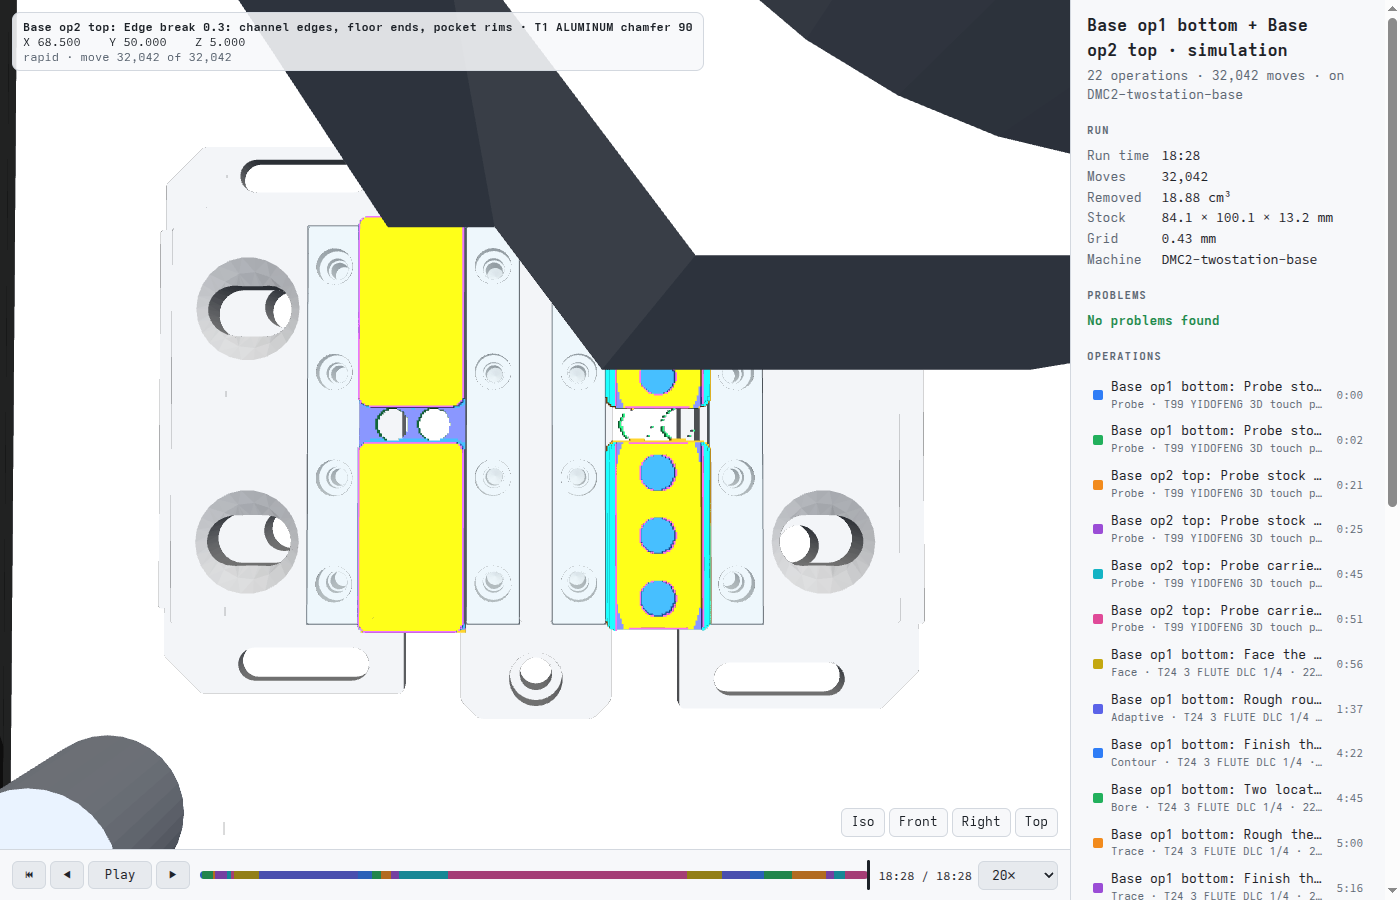 Base op2 top: Edge break 0.3: channel edges, floor ends, pocket rims · T1 ALUMINUM chamfer 90
X 68.500 Y 50.000 Z 5.000
rapid · move 32,042 of 32,042
Iso
Front
Right
Top
⏮
◀
Play
▶
18:28 / 18:28
20×
Base op1 bottom + Base
op2 top · simulation
22 operations · 32,042 moves · on
DMC2-twostation-base
RUN
Run time 18:28
Moves 32,042
Removed 18.88 cm³
Stock 84.1 × 100.1 × 13.2 mm
Grid 0.43 mm
Machine DMC2-twostation-base
PROBLEMS
No problems found
OPERATIONS
Base op1 bottom: Probe sto…
Probe · T99 YIDOFENG 3D touch p…
0:00
Base op1 bottom: Probe sto…
Probe · T99 YIDOFENG 3D touch p…
0:02
Base op2 top: Probe stock …
Probe · T99 YIDOFENG 3D touch p…
0:21
Base op2 top: Probe stock …
Probe · T99 YIDOFENG 3D touch p…
0:25
Base op2 top: Probe carrie…
Probe · T99 YIDOFENG 3D touch p…
0:45
Base op2 top: Probe carrie…
Probe · T99 YIDOFENG 3D touch p…
0:51
Base op1 bottom: Face the …
Face · T24 3 FLUTE DLC 1/4 · 22…
0:56
Base op1 bottom: Rough rou…
Adaptive · T24 3 FLUTE DLC 1/4 …
1:37
Base op1 bottom: Finish th…
Contour · T24 3 FLUTE DLC 1/4 ·…
4:22
Base op1 bottom: Two locat…
Bore · T24 3 FLUTE DLC 1/4 · 22…
4:45
Base op1 bottom: Rough the…
Trace · T24 3 FLUTE DLC 1/4 · 2…
5:00
Base op1 bottom: Finish th…
Trace · T24 3 FLUTE DLC 1/4 · 2…
5:16